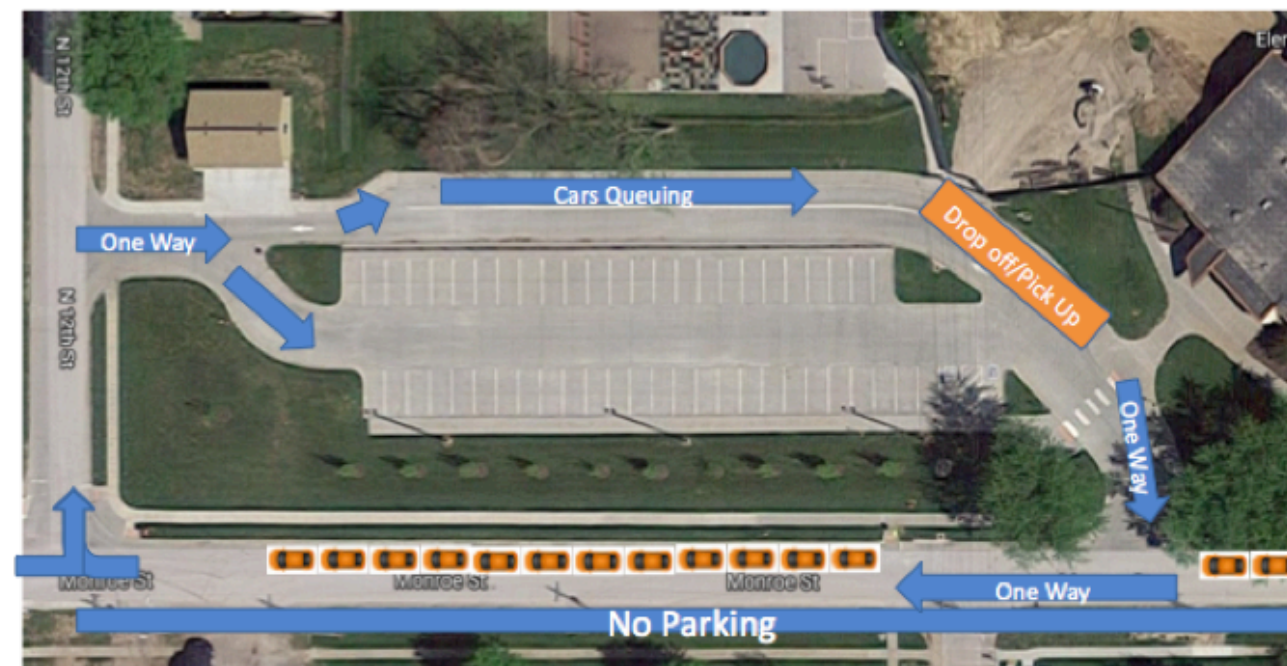 N 12th St
Eler
Cars Queuing
One Way
Drop off/Pick Up
N 12th St
One Way
Monroe St
Monroe St
Monroe St
One Way
No Parking